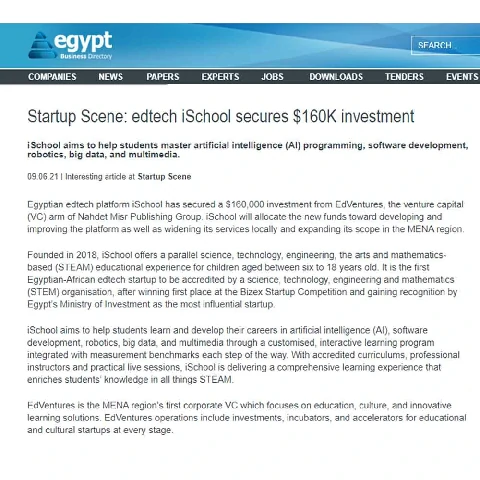 egypt
Business Directory
SEARCH
COMPANIES NEWS PAPERS EXPERTS JOBS DOWNLOADS TENDERS EVENTS
Startup Scene: edtech iSchool secures $160K investment
iSchool aims to help students master artificial intelligence (AI) programming, software development,
robotics, big data, and multimedia.
09.06.21 | Interesting article at Startup Scene
Egyptian edtech platform iSchool has secured a $160,000 investment from EdVentures, the venture capital
(VC) arm of Nahdet Misr Publishing Group. iSchool will allocate the new funds toward developing and
improving the platform as well as widening its services locally and expanding its scope in the MENA region.
Founded in 2018, iSchool offers a parallel science, technology, engineering, the arts and mathematics-
based (STEAM) educational experience for children aged between six to 18 years old. It is the first
Egyptian-African edtech startup to be accredited by a science, technology, engineering and mathematics
(STEM) organisation, after winning first place at the Bizex Startup Competition and gaining recognition by
Egypt's Ministry of Investment as the most influential startup.
iSchool aims to help students learn and develop their careers in artificial intelligence (AI), software
development, robotics, big data, and multimedia through a customised, interactive learning program
integrated with measurement benchmarks each step of the way. With accredited curriculums, professional
instructors and practical live sessions, iSchool is delivering a comprehensive learning experience that
enriches students' knowledge in all things STEAM.
EdVentures is the MENA region's first corporate VC which focuses on education, culture, and innovative
learning solutions. EdVentures operations include investments, incubators, and accelerators for educational
and cultural startups at every stage.